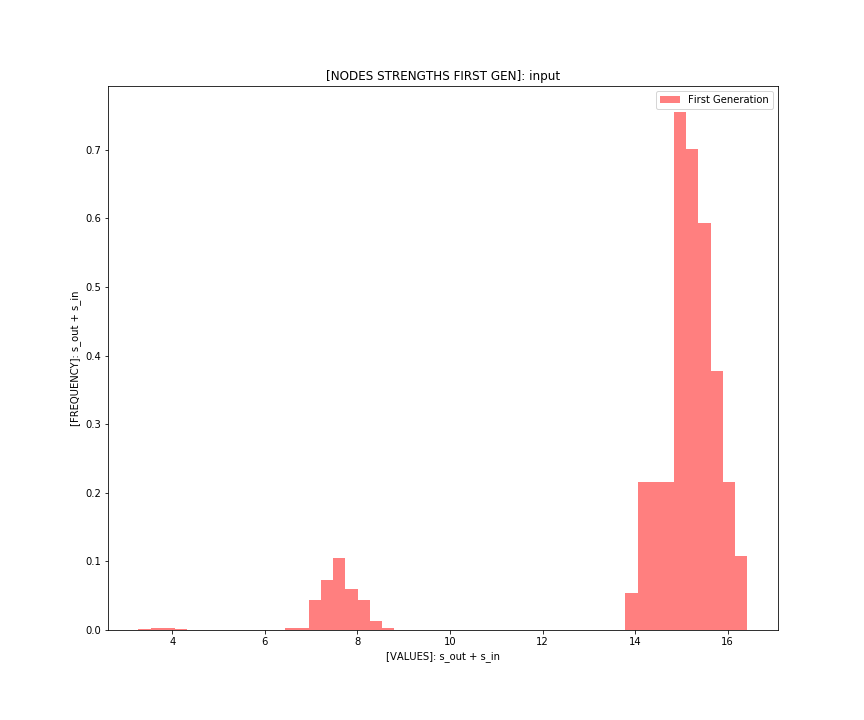 [NODES STRENGTHS FIRST GEN]: input
First Generation
[FREQUENCY]: s_out + s_in
0.7
0.6
0.5
0.4
0.3
0.2
0.1
0.0
4 6 8 10 12 14 16
[VALUES]: s_out + s_in